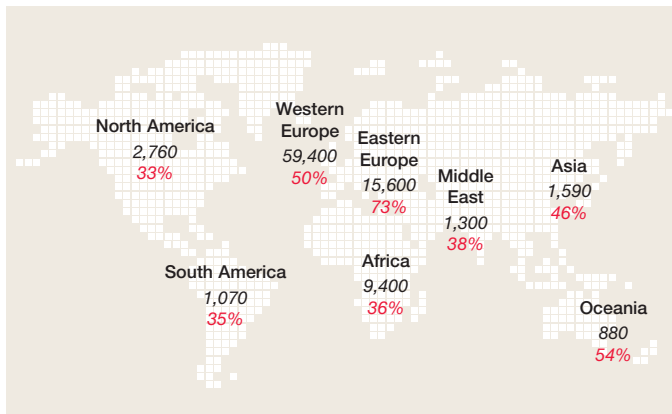 North America
2,760
33%
Western
Europe
59,400
50%
Eastern
Europe
15,600
73%
Middle
East
1,300
38%
Asia
1,590
46%
South America
1,070
35%
Africa
9,400
36%
Oceania
880
54%